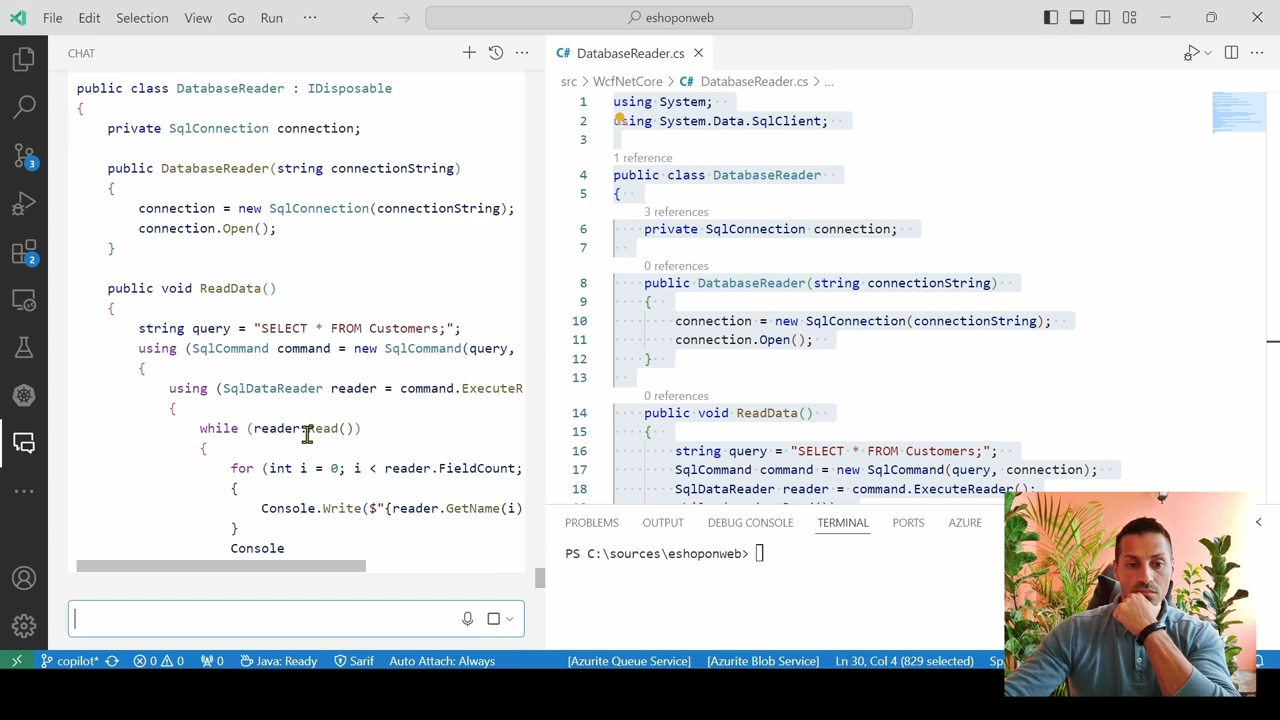 File Edit Selection View Go Run ··· eshoponweb
CHAT
public class DatabaseReader : IDisposable
{
private SqlConnection connection;
public DatabaseReader(string connectionString)
{
connection = new SqlConnection(connectionString);
connection.Open();
}
public void ReadData()
{
string query = "SELECT * FROM Customers;";
using (SqlCommand command = new SqlCommand(query,
{
using (SqlDataReader reader = command.ExecuteR
{
while (reader.Read())
{
for (int i = 0; i < reader.FieldCount;
{
Console.Write($"{reader.GetName(i)
}
Console
3
2
C# DatabaseReader.cs
src > WcfNetCore > C# DatabaseReader.cs > ...
1 using System;
2 using System.Data.SqlClient;
3
1 reference
4 public class DatabaseReader
5 {
3 references
6 private SqlConnection connection;
7
0 references
8 public DatabaseReader(string connectionString)
9 {
10 connection = new SqlConnection(connectionString);
11 connection.Open();
12 }
13
0 references
14 public void ReadData()
15 {
16 string query = "SELECT * FROM Customers;";
17 SqlCommand command = new SqlCommand(query, connection);
18 SqlDataReader reader = command.ExecuteReader();
PROBLEMS OUTPUT DEBUG CONSOLE TERMINAL PORTS AZURE
PS C:\sources\eshoponweb>
copilot* 0 0 0 Java: Ready Sarif Auto Attach: Always [Azurite Queue Service] [Azurite Blob Service] Ln 30, Col 4 (829 selected)